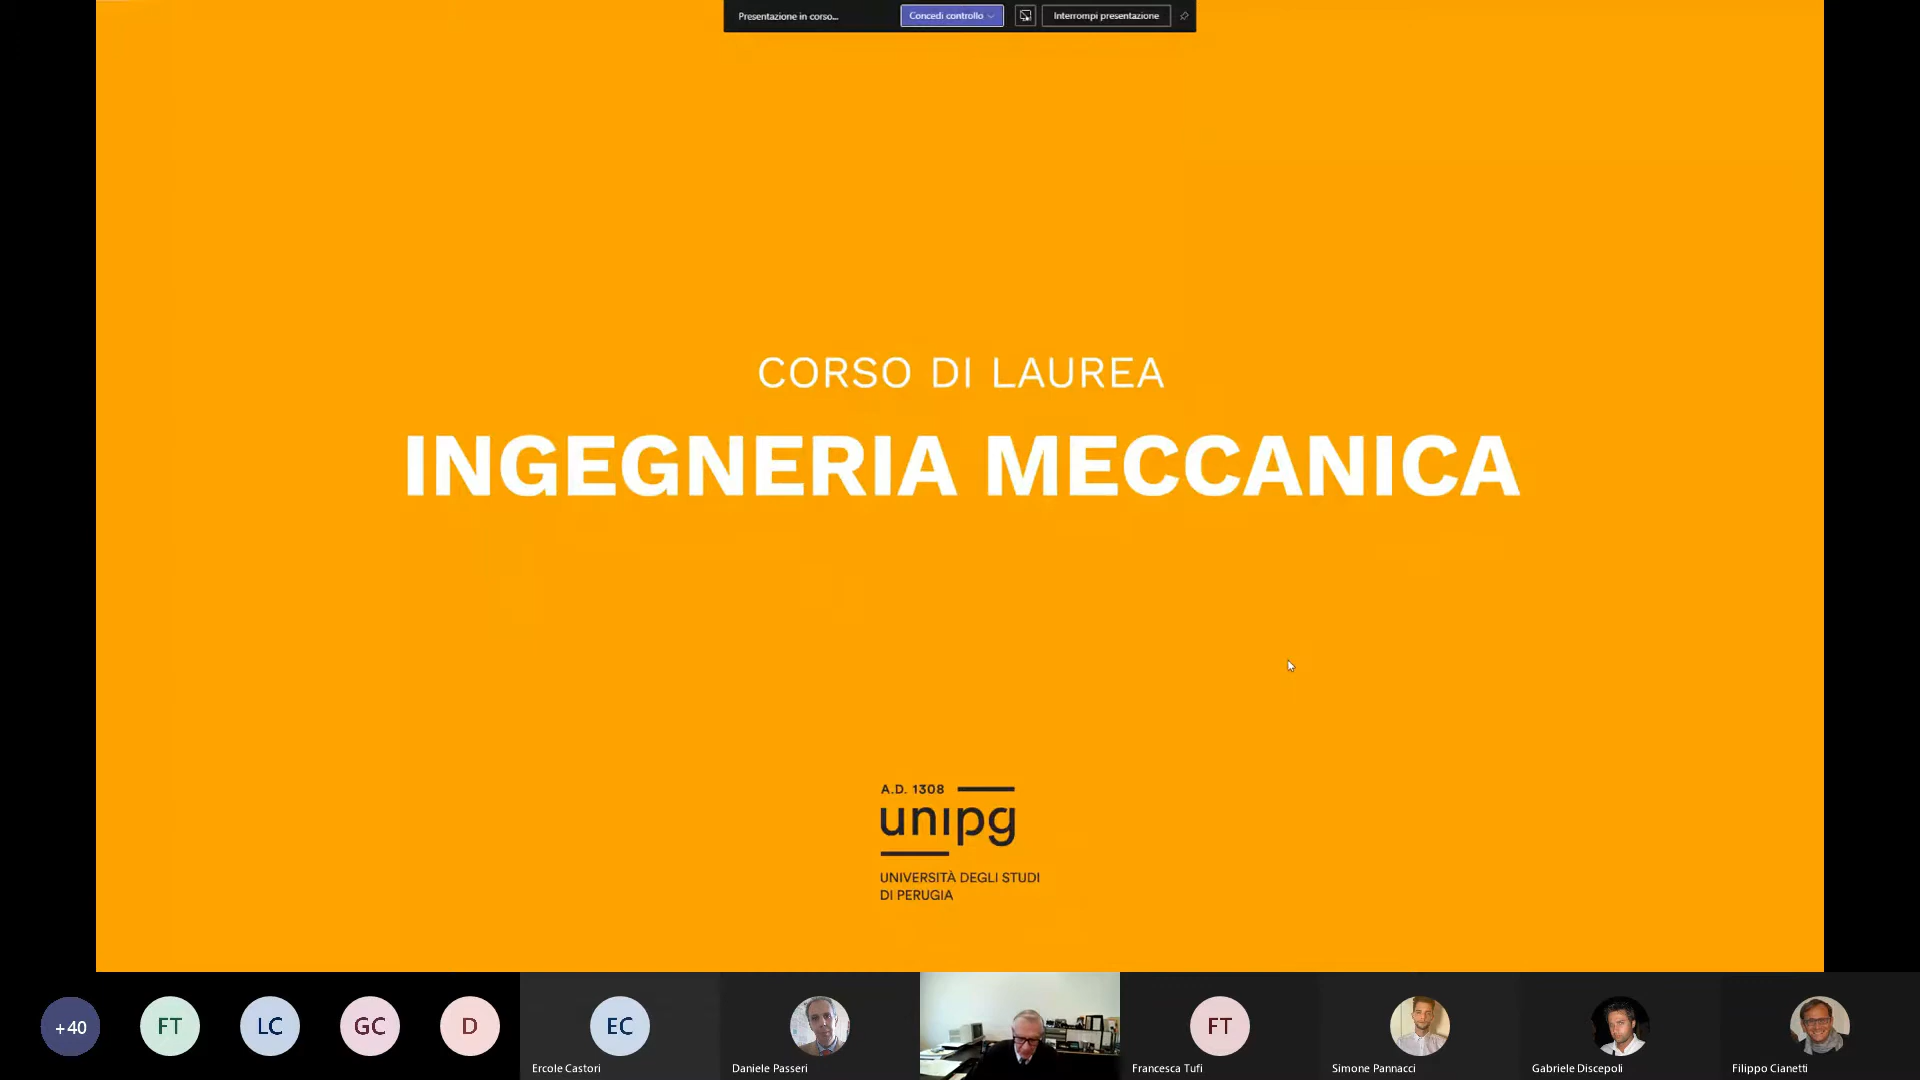 Presentazione in corso... Concedi controllo Interrompi presentazione
CORSO DI LAUREA
INGEGNERIA MECCANICA
A.D. 1308
unipg
UNIVERSITÀ DEGLI STUDI
DI PERUGIA
+40 FT LC GC D EC FT
Ercole Castori Daniele Passeri Francesca Tufi Simone Pannacci Gabriele Discepoli Filippo Cianetti